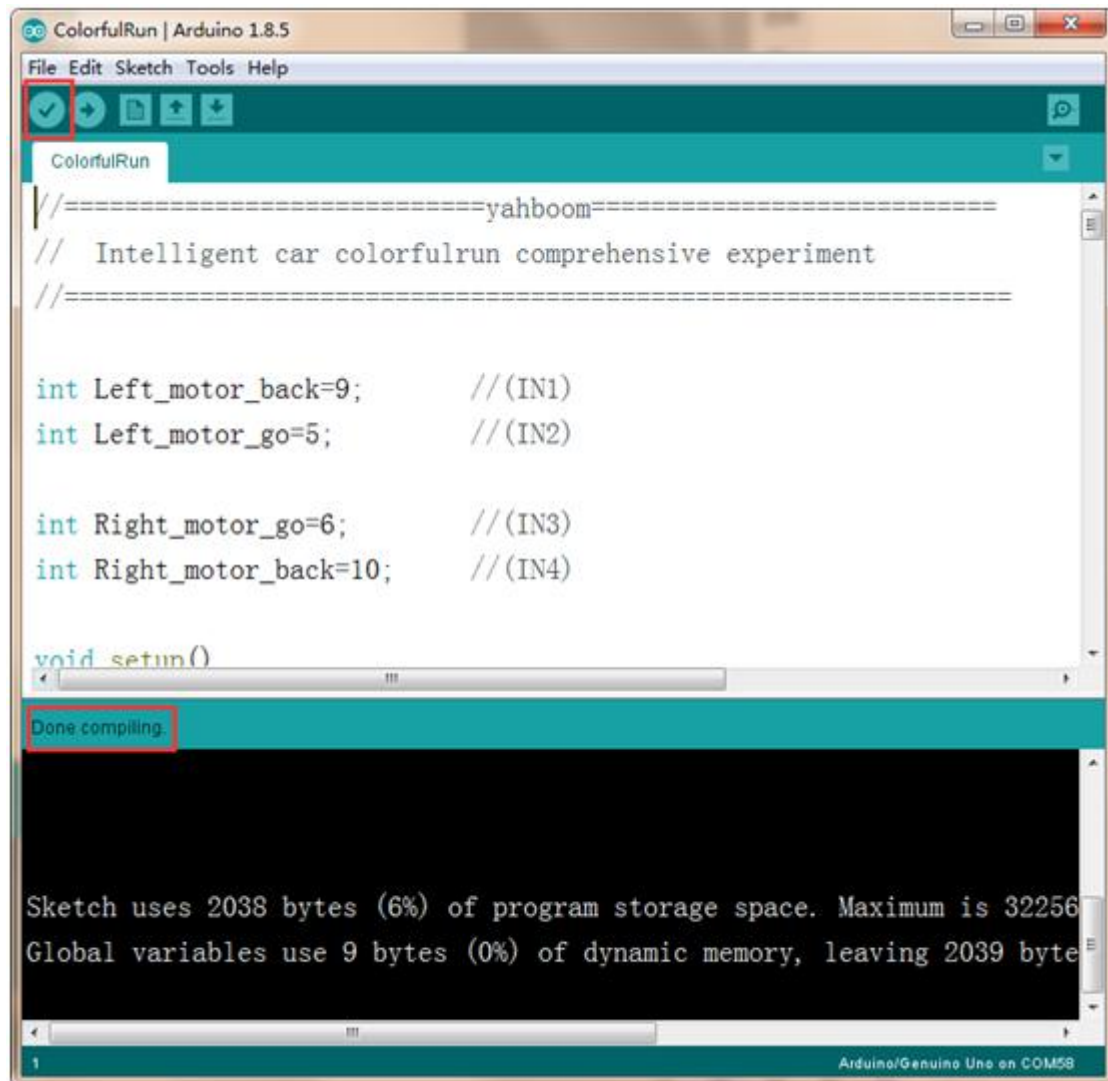 ColorfulRun | Arduino 1.8.5
File Edit Sketch Tools Help
ColorfulRun
//============================yahboom===========================
//  Intelligent car colorfulrun comprehensive experiment
//===============================================================
int Left_motor_back=9;       //(IN1)
int Left_motor_go=5;         //(IN2)
int Right_motor_go=6;        //(IN3)
int Right_motor_back=10;     //(IN4)
void setup()
Done compiling.
Sketch uses 2038 bytes (6%) of program storage space. Maximum is 32256
Global variables use 9 bytes (0%) of dynamic memory, leaving 2039 byte
1
Arduino/Genuino Uno on COM58